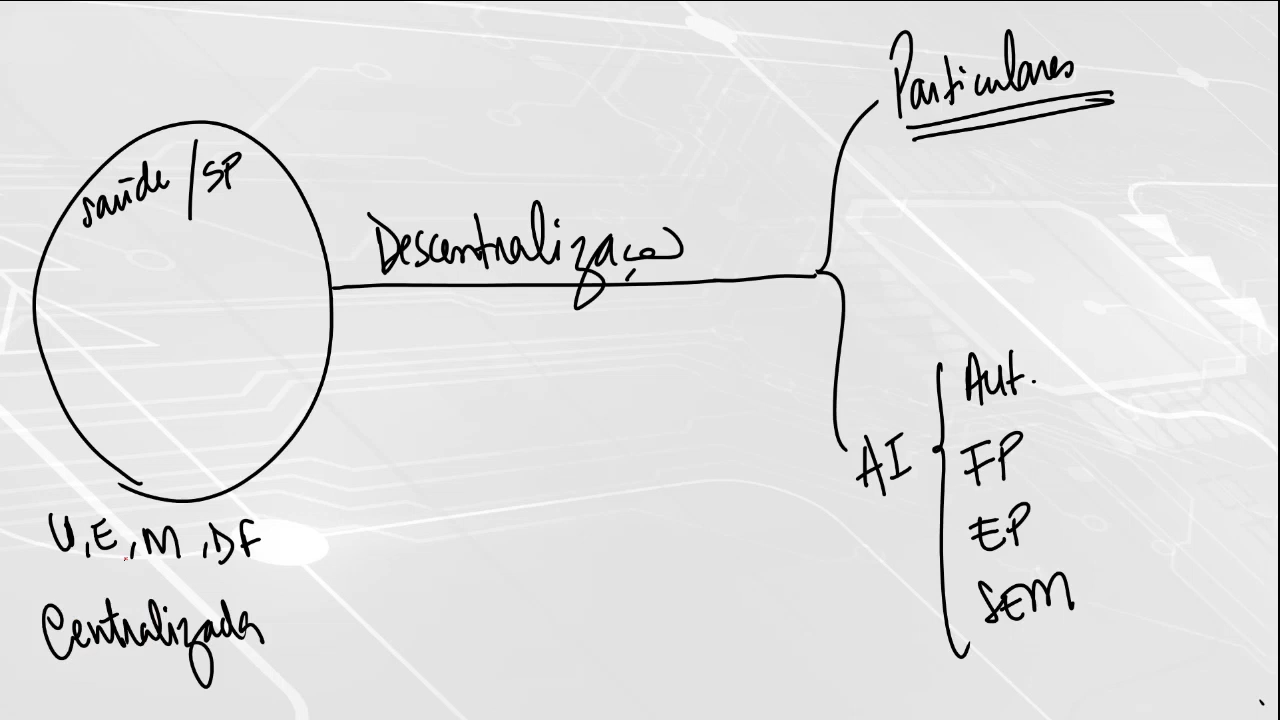 Particulares
saúde / SP
Descentralização
Aut.
AI
FP
EP
SEM
U, E, M, DF
Centralizada